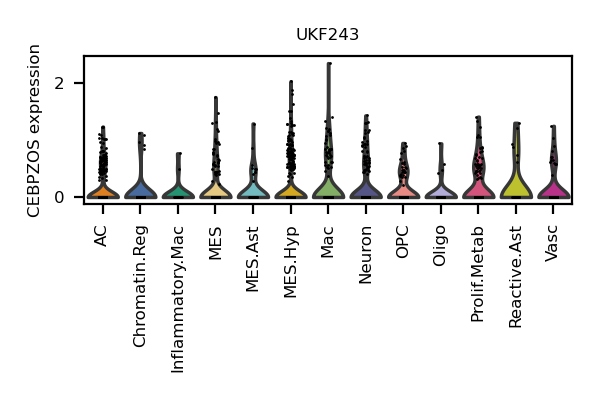 UKF243
CEBPZOS expression
2
0
AC
Chromatin.Reg
Inflammatory.Mac
MES
MES.Ast
MES.Hyp
Mac
Neuron
OPC
Oligo
Prolif.Metab
Reactive.Ast
Vasc